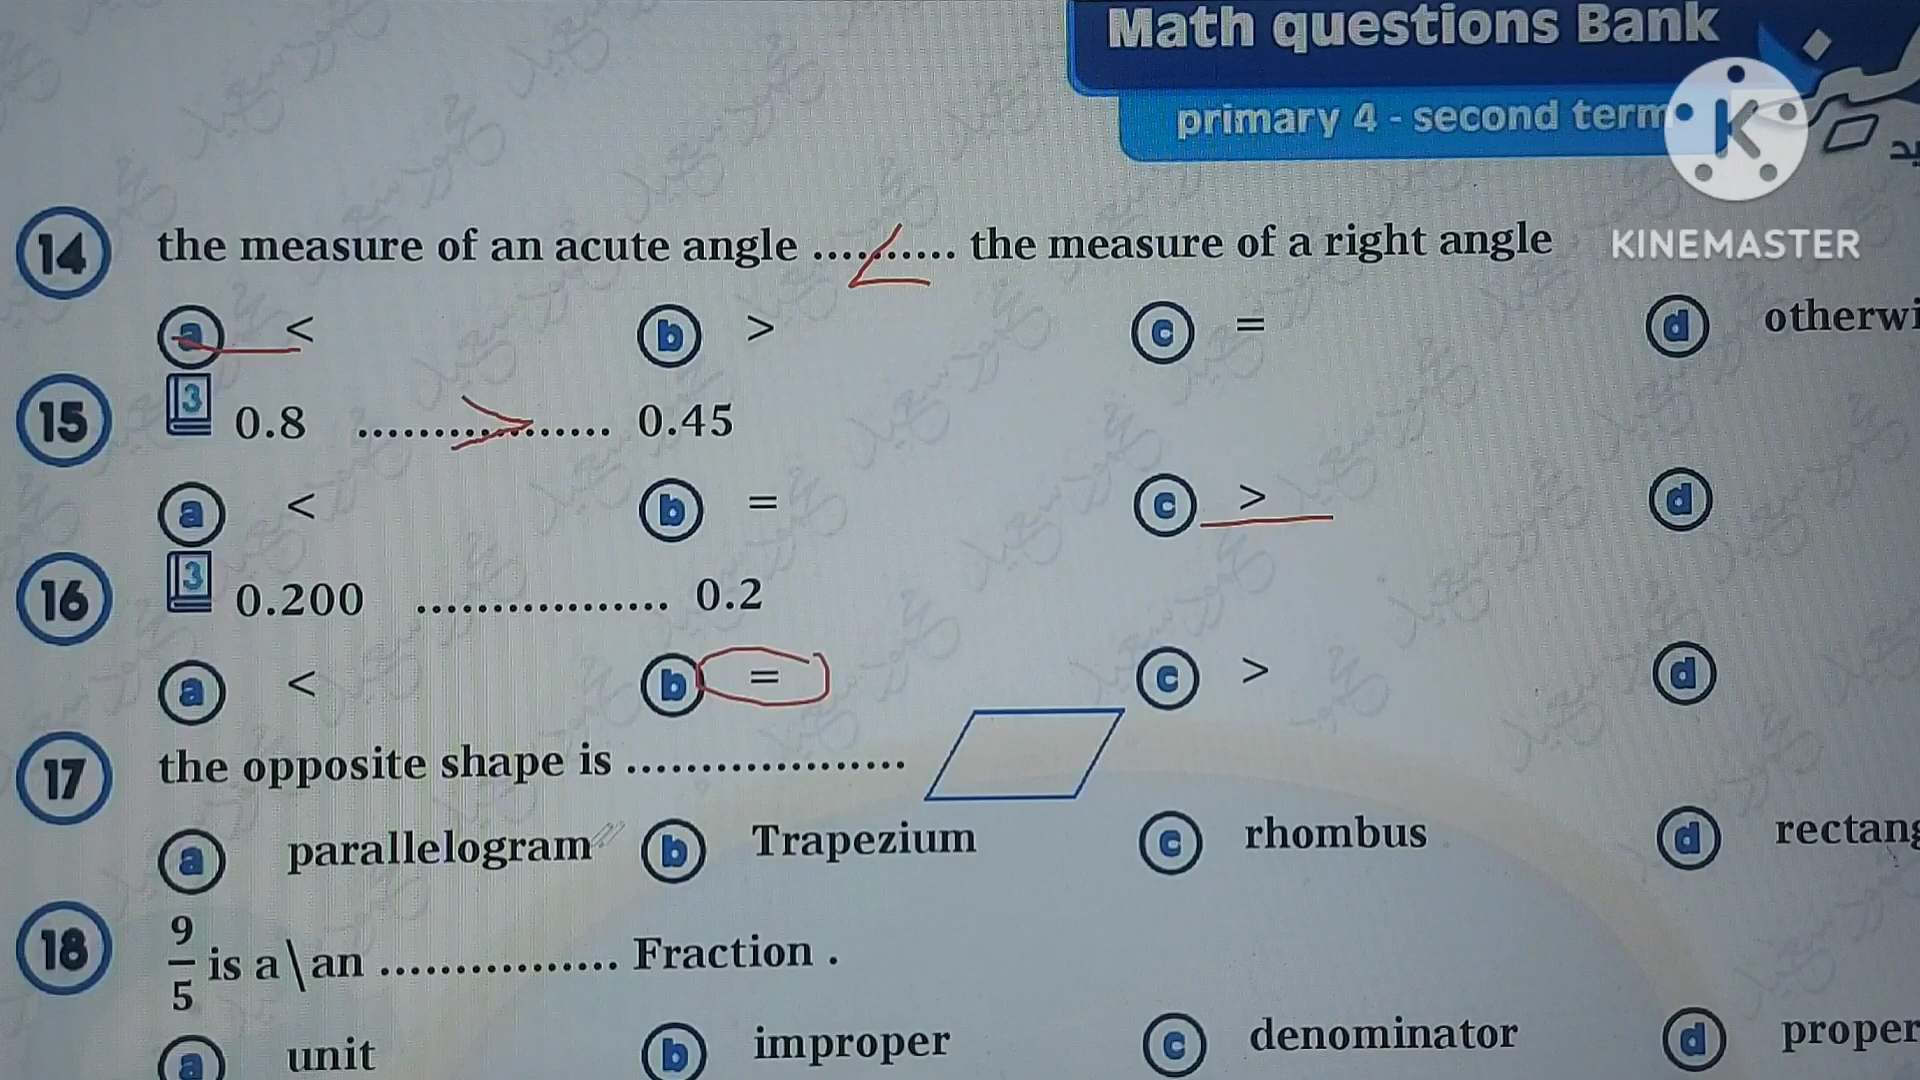 Math questions Bank
primary 4 - second term
K
KINEMASTER
14 the measure of an acute angle .......... the measure of a right angle
a < b > c = d otherwi
15 3 0.8 ................. 0.45
a < b = c > d
16 3 0.200 ................. 0.2
a < b = c > d
17 the opposite shape is ...................
a parallelogram b Trapezium c rhombus d rectang
18 9/5 is a\an ................ Fraction .
a unit b improper c denominator d proper